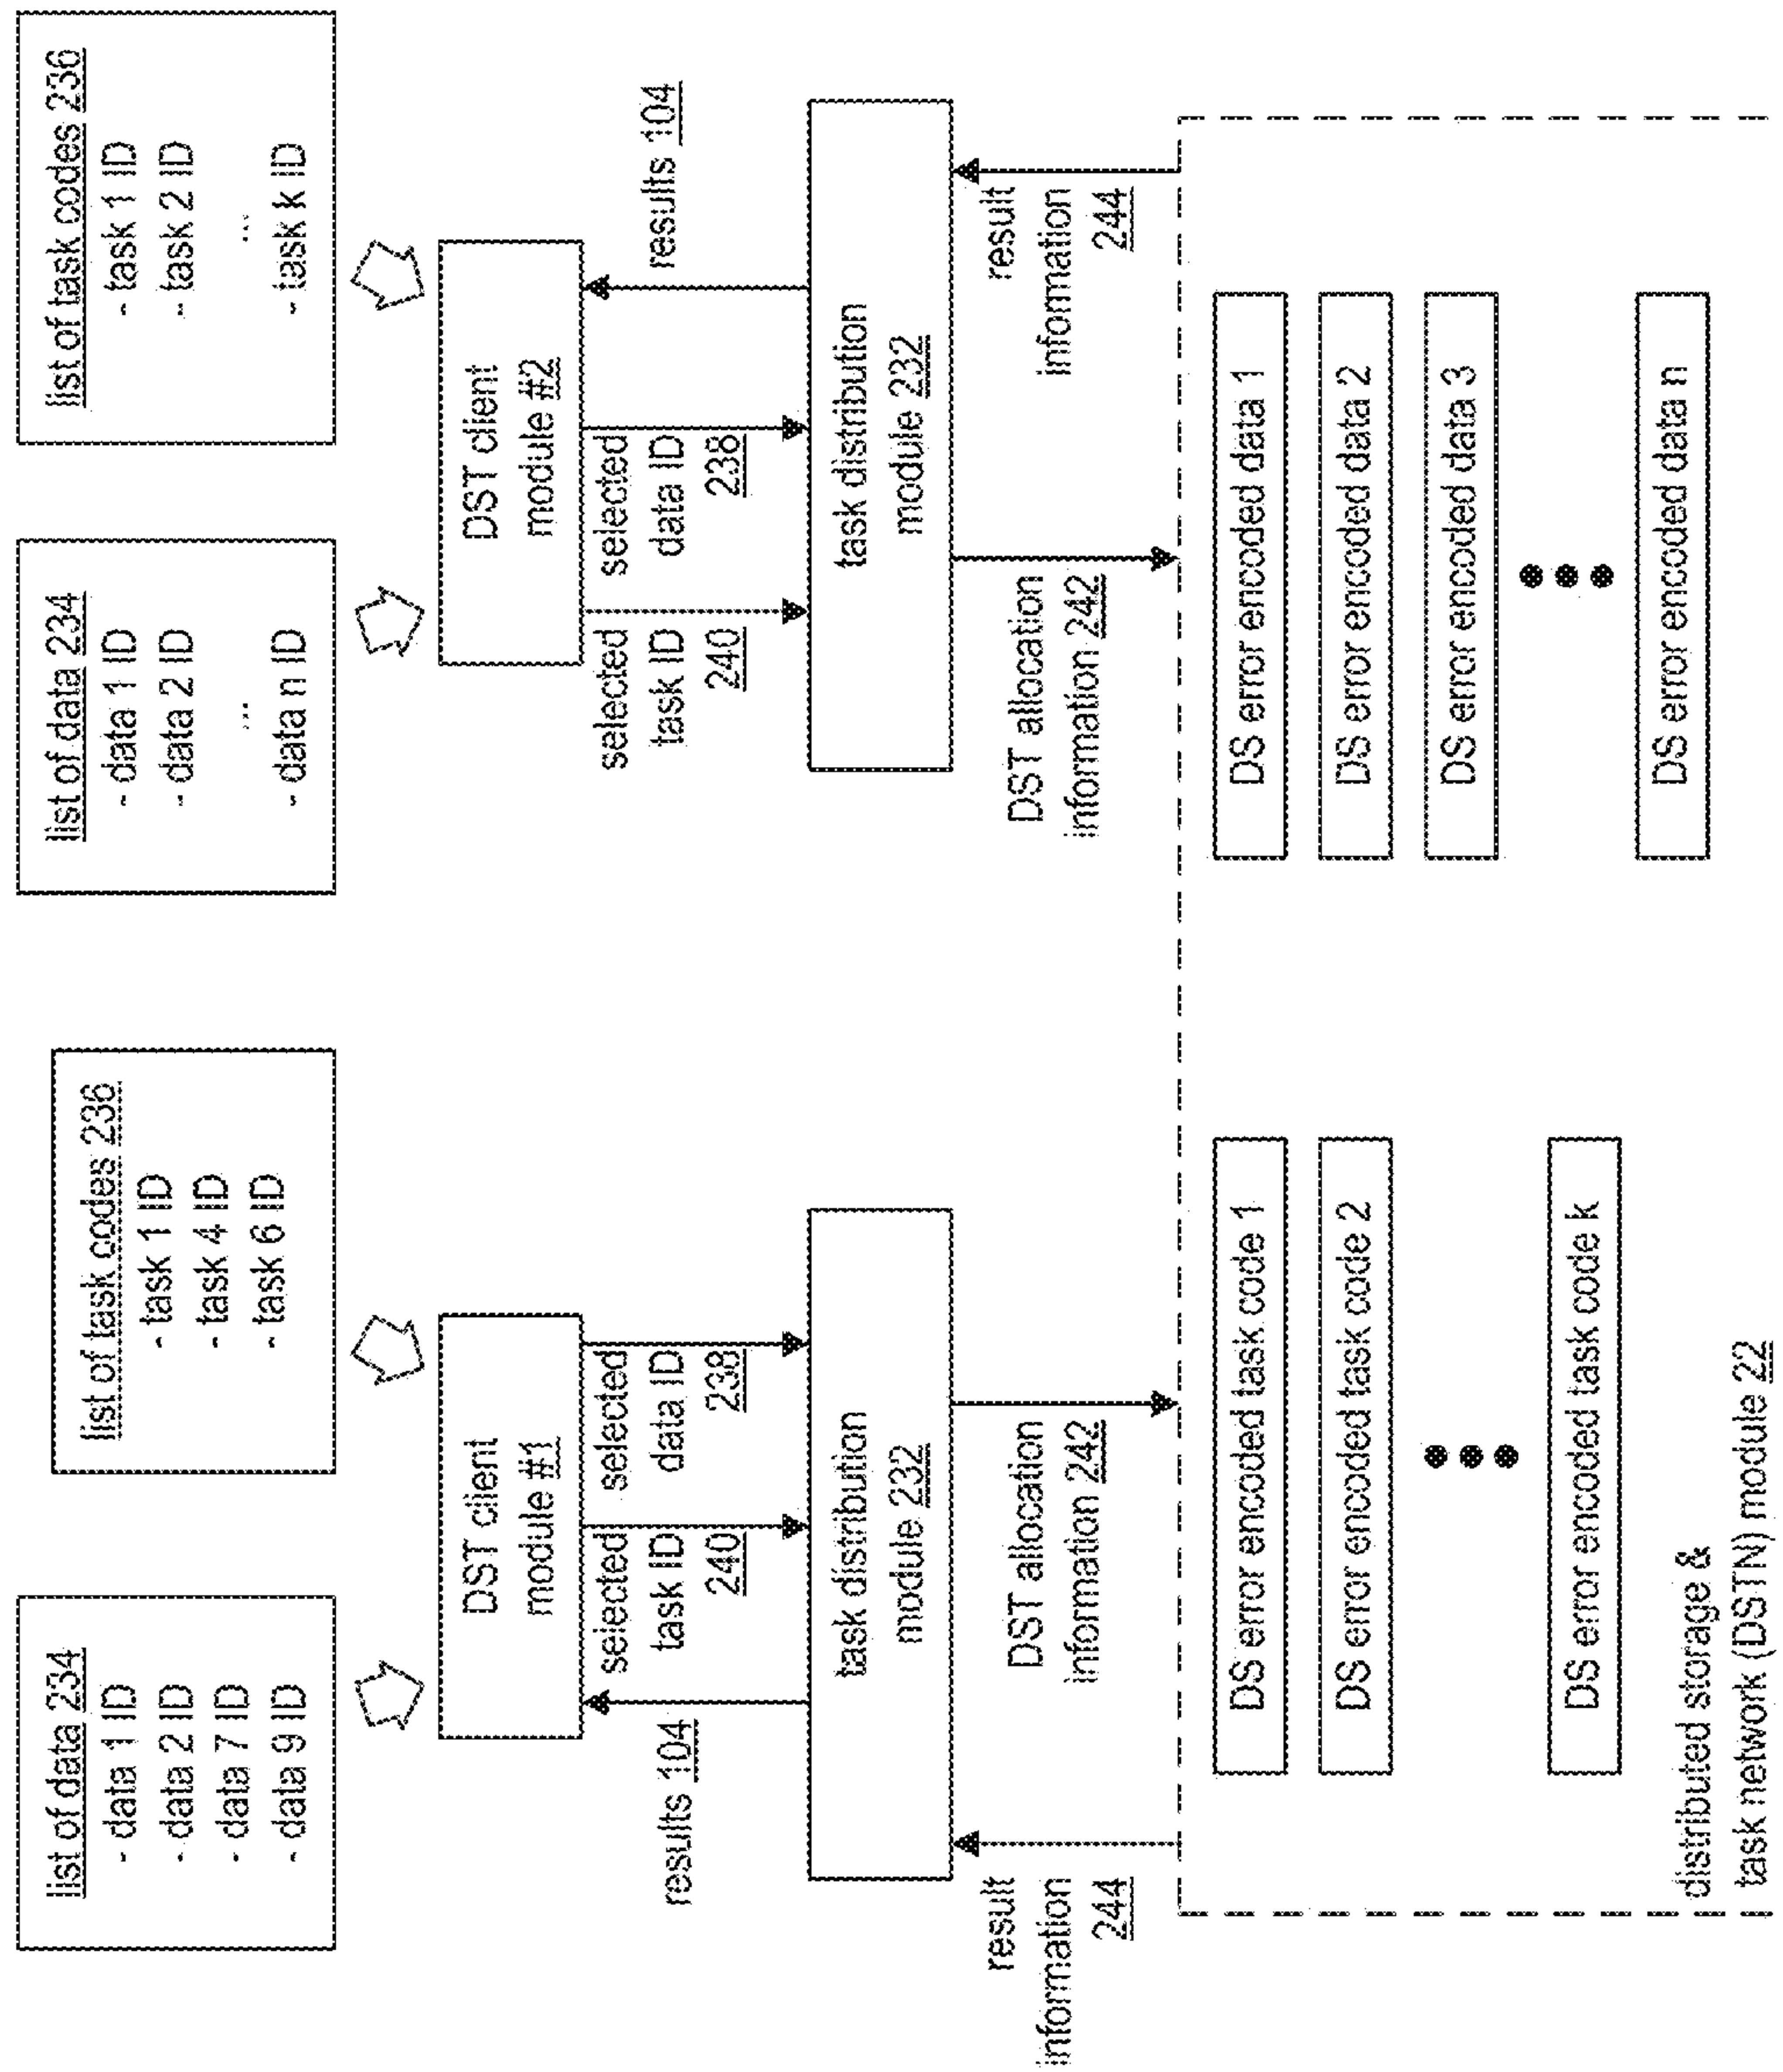 list of data 234
- data 1 ID
- data 2 ID
- data 7 ID
- data 9 ID
list of task codes 236
- task 1 ID
- task 4 ID
- task 6 ID
DST client
module #1
results 104
selected
task ID
240
selected
data ID
238
task distribution
module 232
result
information
244
DST allocation
information 242
list of data 234
- data 1 ID
- data 2 ID
...
- data n ID
list of task codes 236
- task 1 ID
- task 2 ID
...
- task k ID
DST client
module #2
selected
task ID
240
selected
data ID
238
results 104
task distribution
module 232
DST allocation
information 242
result
information
244
DS error encoded task code 1
DS error encoded task code 2
DS error encoded task code k
DS error encoded data 1
DS error encoded data 2
DS error encoded data 3
DS error encoded data n
distributed storage &
task network (DSTN) module 22